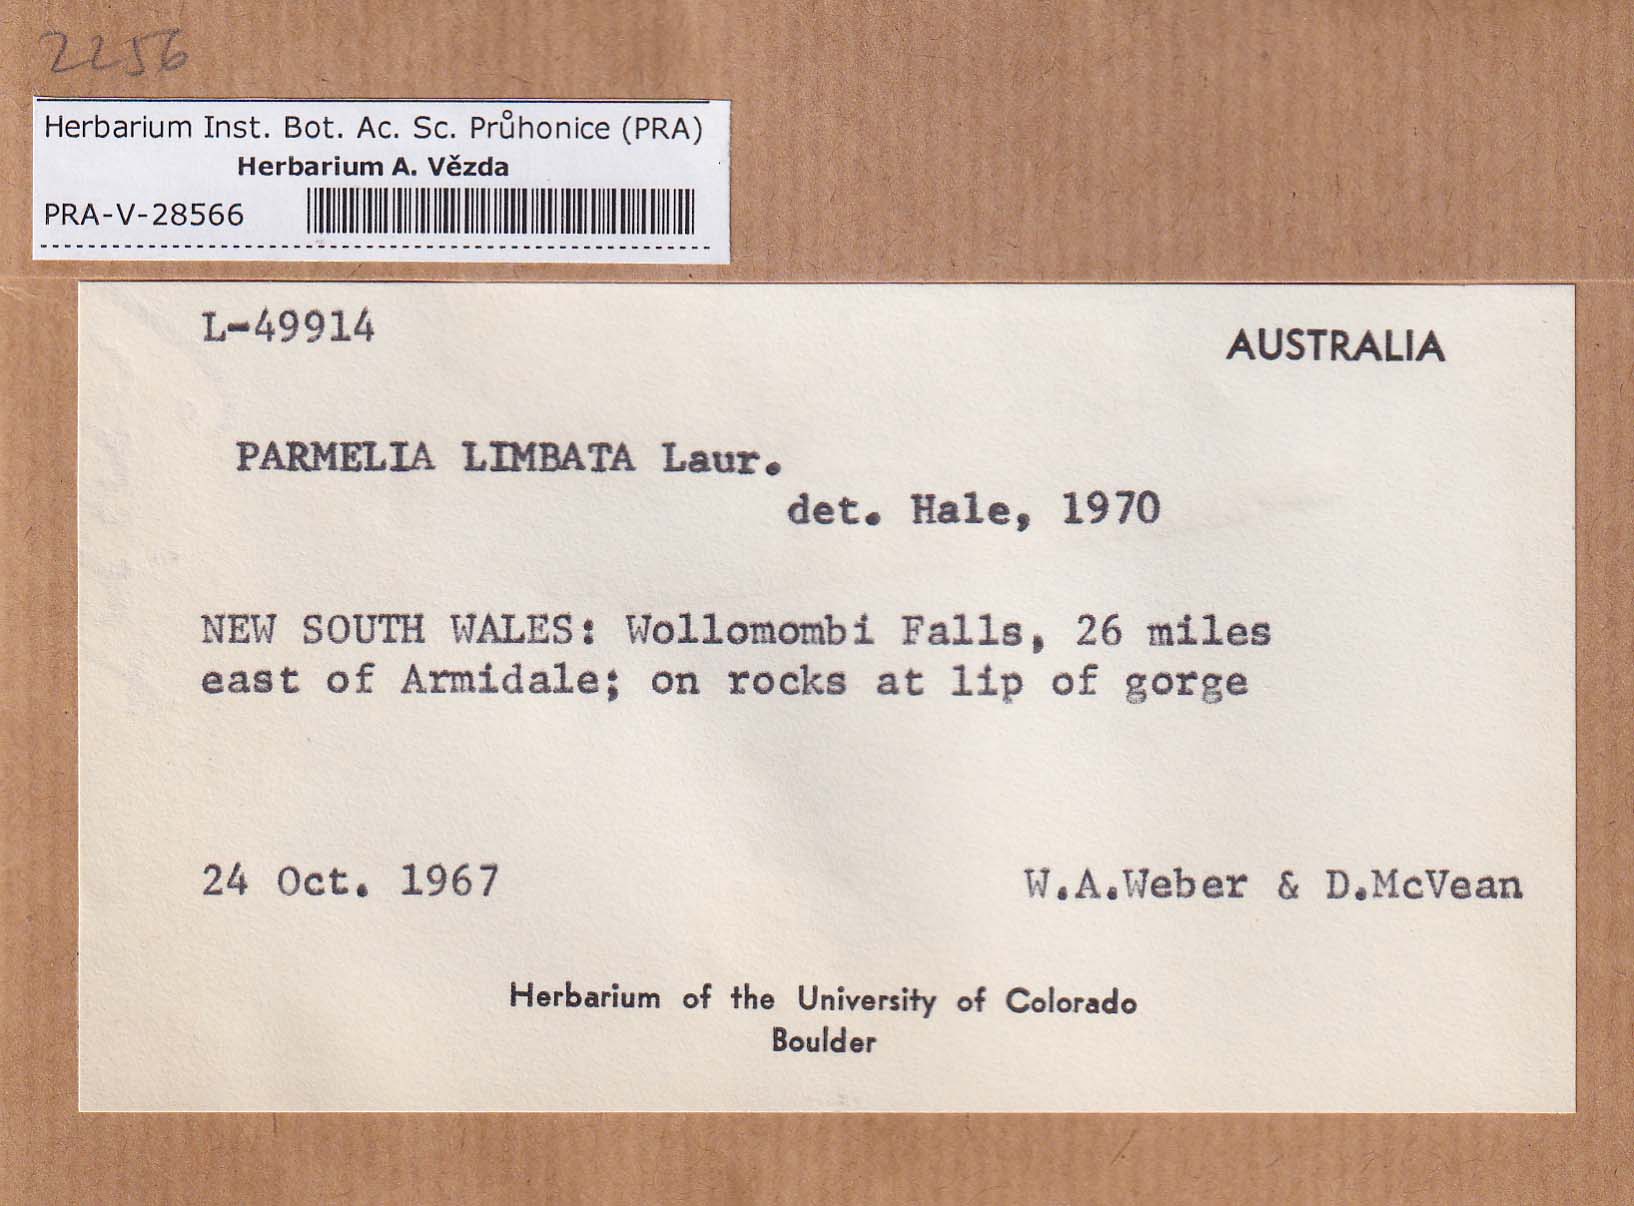 2256
Herbarium Inst. Bot. Ac. Sc. Průhonice (PRA)
Herbarium A. Vězda
PRA-V-28566
L-49914
AUSTRALIA
PARMELIA LIMBATA Laur.
det. Hale, 1970
NEW SOUTH WALES: Wollomombi Falls, 26 miles
east of Armidale; on rocks at lip of gorge
24 Oct. 1967
W.A.Weber & D.McVean
Herbarium of the University of Colorado
Boulder